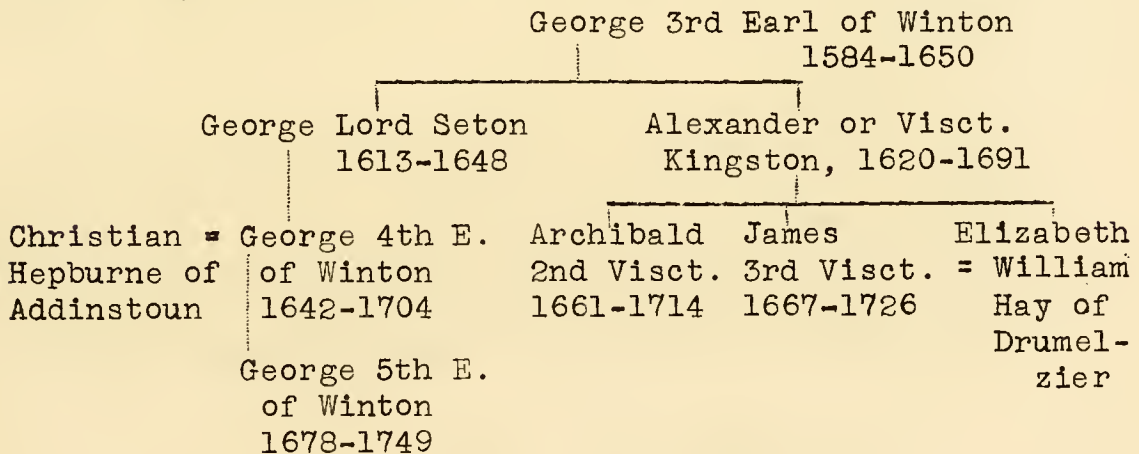 George 3rd Earl of Winton
1584-1650
George Lord Seton
1613-1648
Alexander or Visct.
Kingston, 1620-1691
Christian = George 4th E.
Hepburne of of Winton
Addinstoun 1642-1704
Archibald
2nd Visct.
1661-1714
James
3rd Visct.
1667-1726
Elizabeth
= William
Hay of
Drumel-
zier
George 5th E.
of Winton
1678-1749